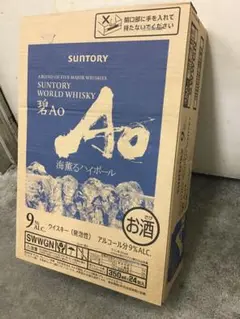 開口部に手を入れて
持たないでください
SUNTORY
A BLEND OF FIVE MAJOR WHISKIES
SUNTORY
WORLD WHISKY
碧Ao
Ao
海薫るハイボール
お酒
9% ALC.
ウイスキー(発泡性) アルコール分9%ALC.
SWWGN
350ml×24